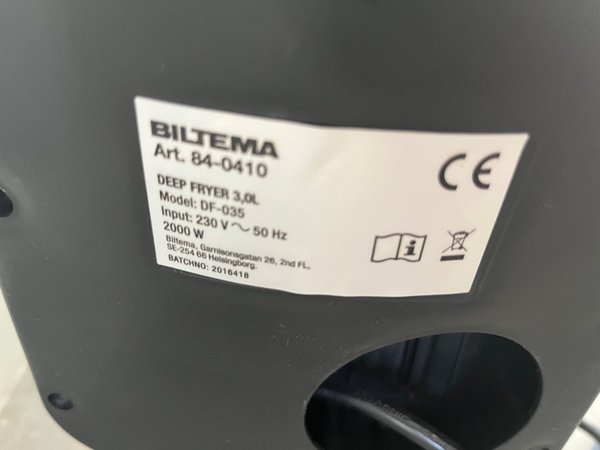 BILTEMA
Art. 84-0410
DEEP FRYER 3,0L
Model: DF-035
Input: 230 V ~ 50 Hz
2000 W
Biltema, Garnisonsgatan 26, 2nd FL,
SE-254 66 Helsingborg.
BATCHNO: 2016418
CE